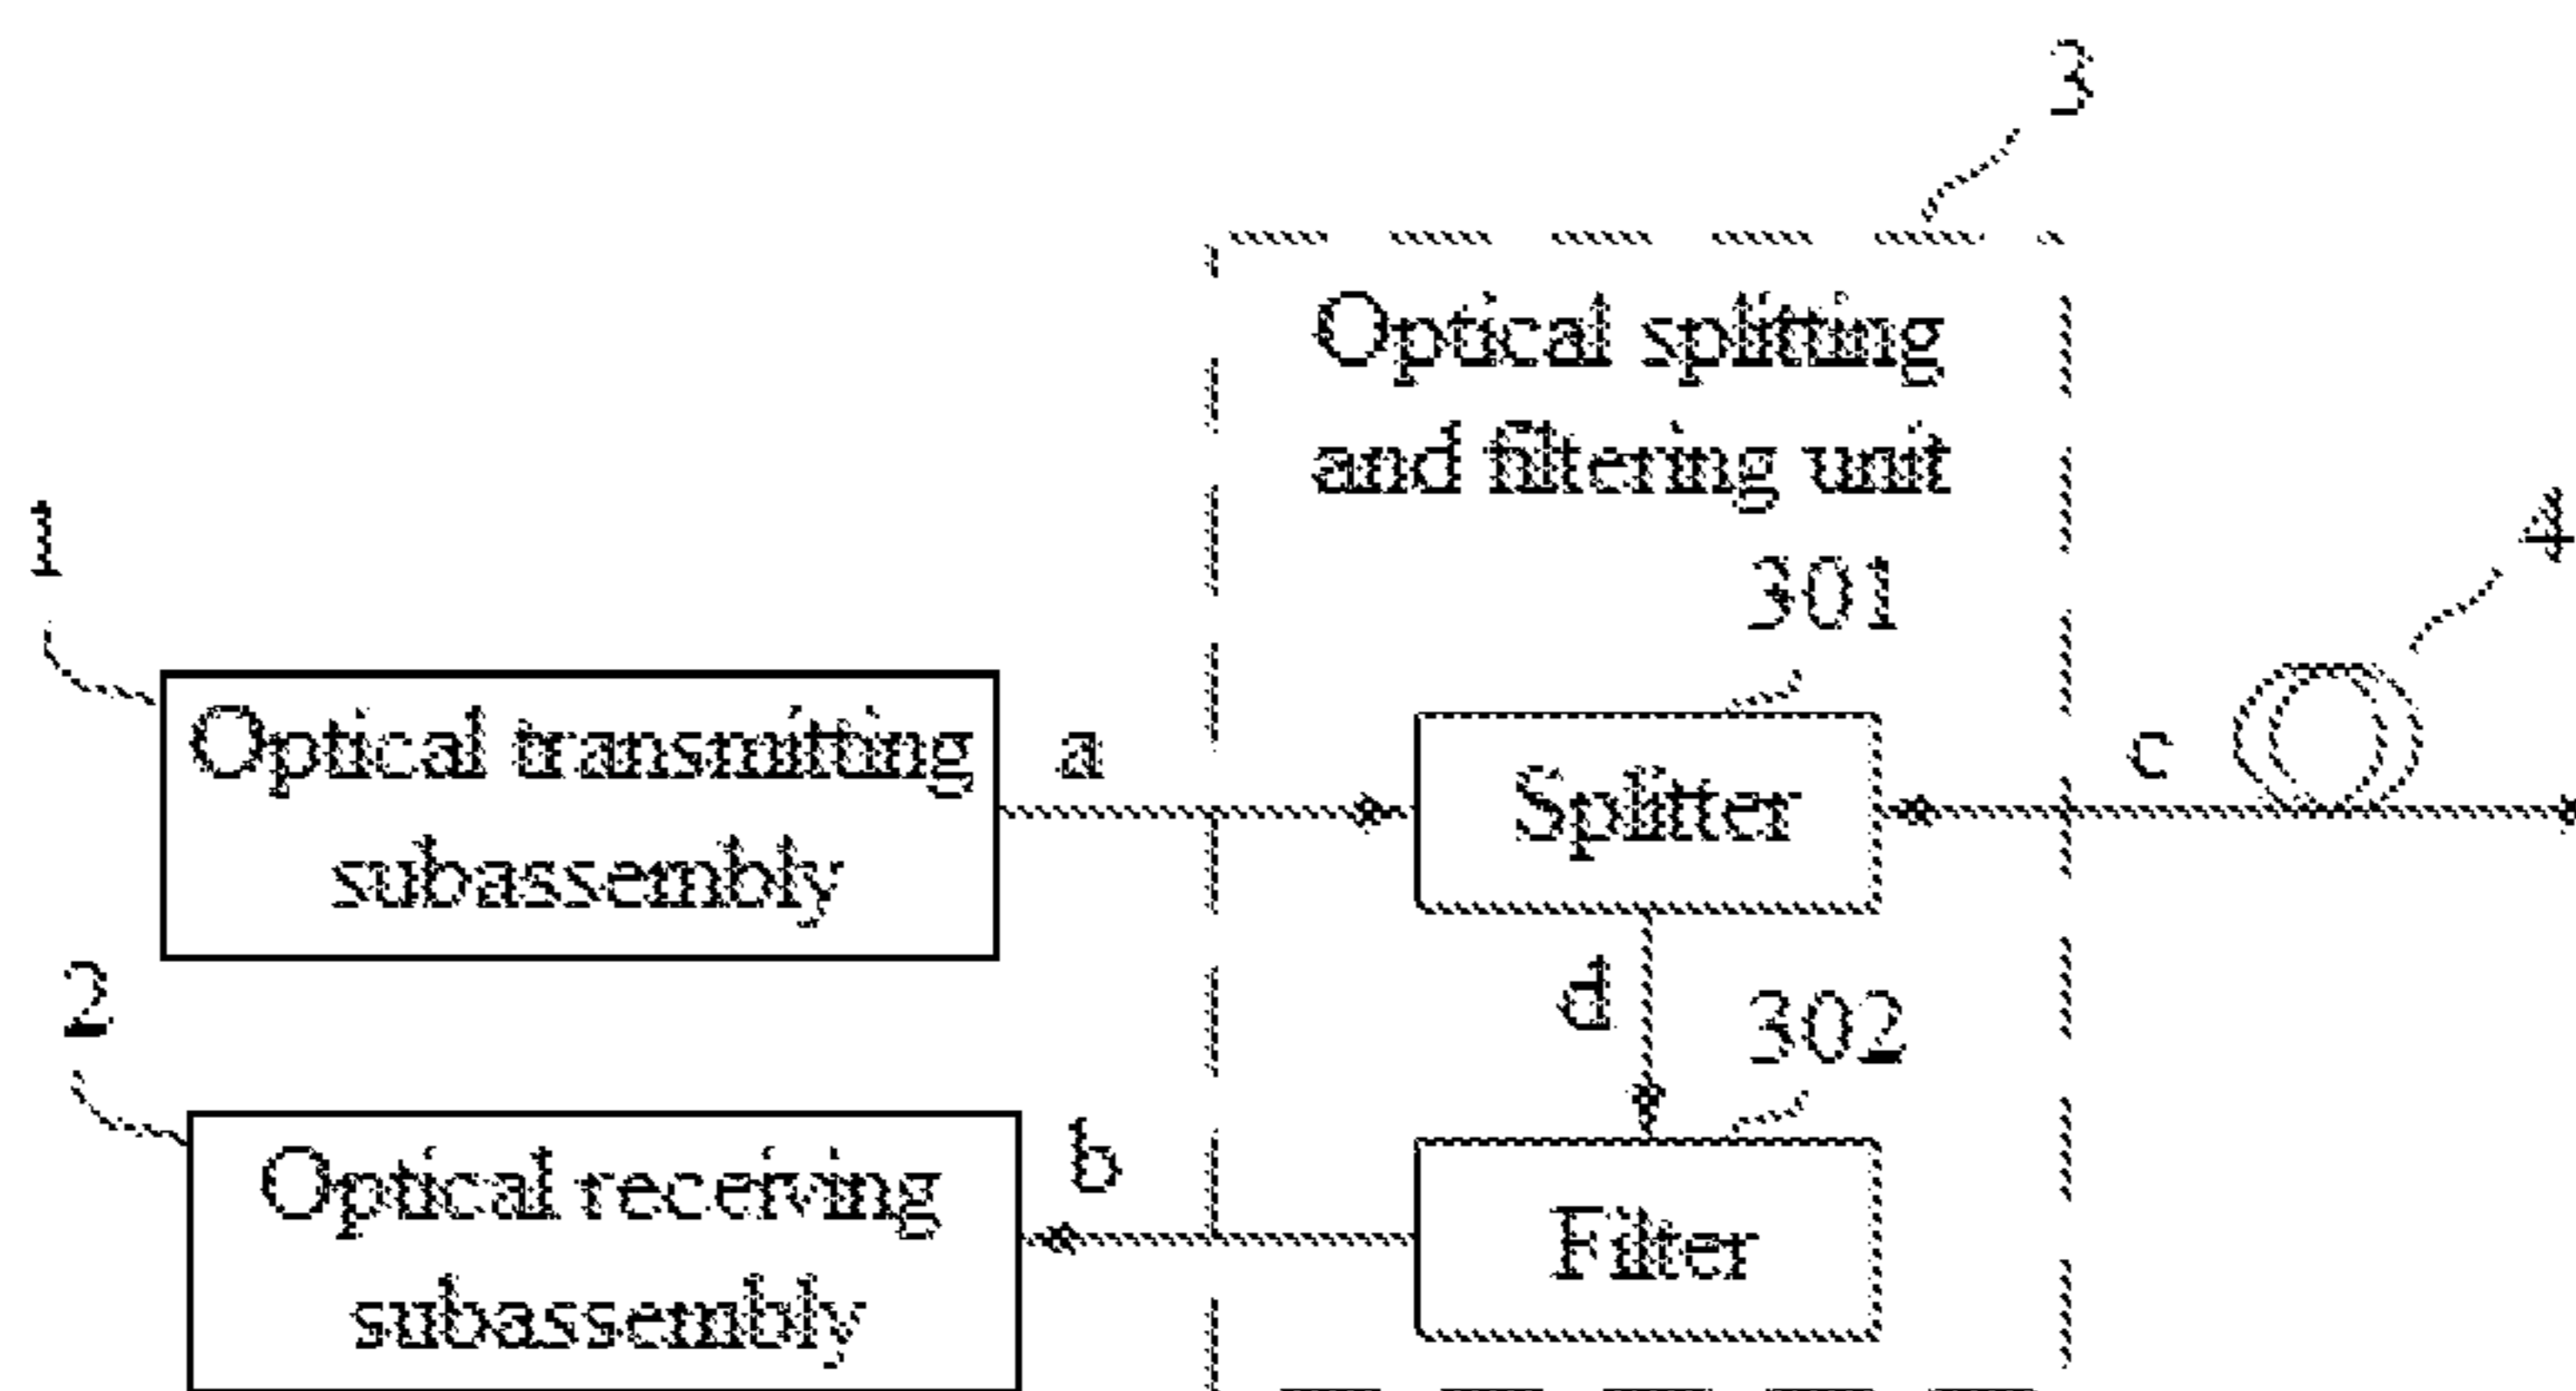 3
Optical splitting
and filtering unit
1
4
301
Optical transmitting
subassembly
a
Splitter
c
2
d
302
Optical receiving
subassembly
b
Filter